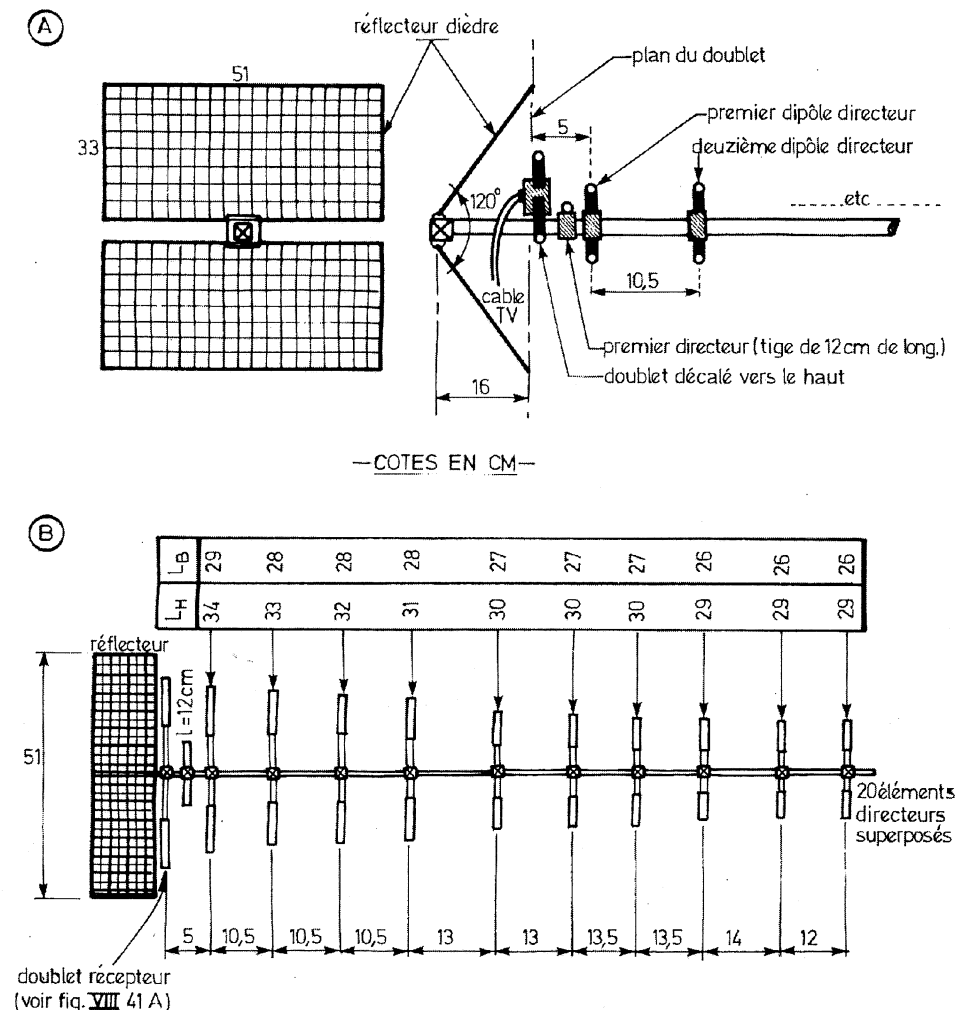 A
réflecteur dièdre
51
33
plan du doublet
5
premier dipôle directeur
deuzième dipôle directeur
etc
120°
10,5
cable
TV
premier directeur (tige de 12cm de long.)
doublet décalé vers le haut
16
—COTES EN CM—
B
LB 29 28 28 28 27 27 27 26 26 26
LH 34 33 32 31 30 30 30 29 29 29
réflecteur
l=12cm
51
20 éléments
directeurs
superposés
5 10,5 10,5 10,5 13 13 13,5 13,5 14 12
doublet récepteur
(voir fig. VIII 41 A)